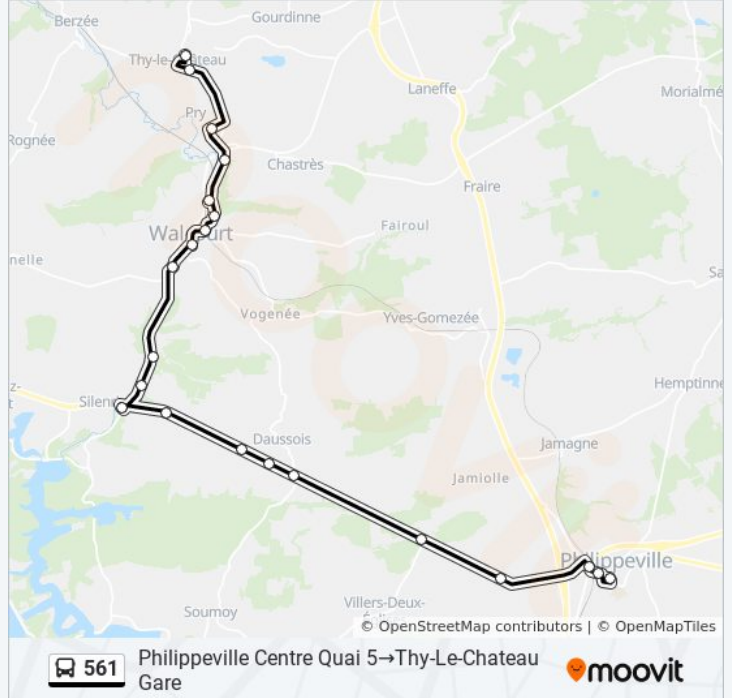 Berzée
Gourdinne
Thy-le-Château
Laneffe
Morialmé
Pry
Rognée
Chastrès
Fraire
Walcourt
Fairoul
nelle
Sa
Vogenée
Yves-Gomezée
z-
t
Silenr
Hemptinne
Daussois
Jamagne
Jamiolle
Philippeville
Soumoy
Villers-Deux-
© OpenStreetMap contributors | © OpenMapTiles
561
Philippeville Centre Quai 5→Thy-Le-Chateau
Gare
moovit